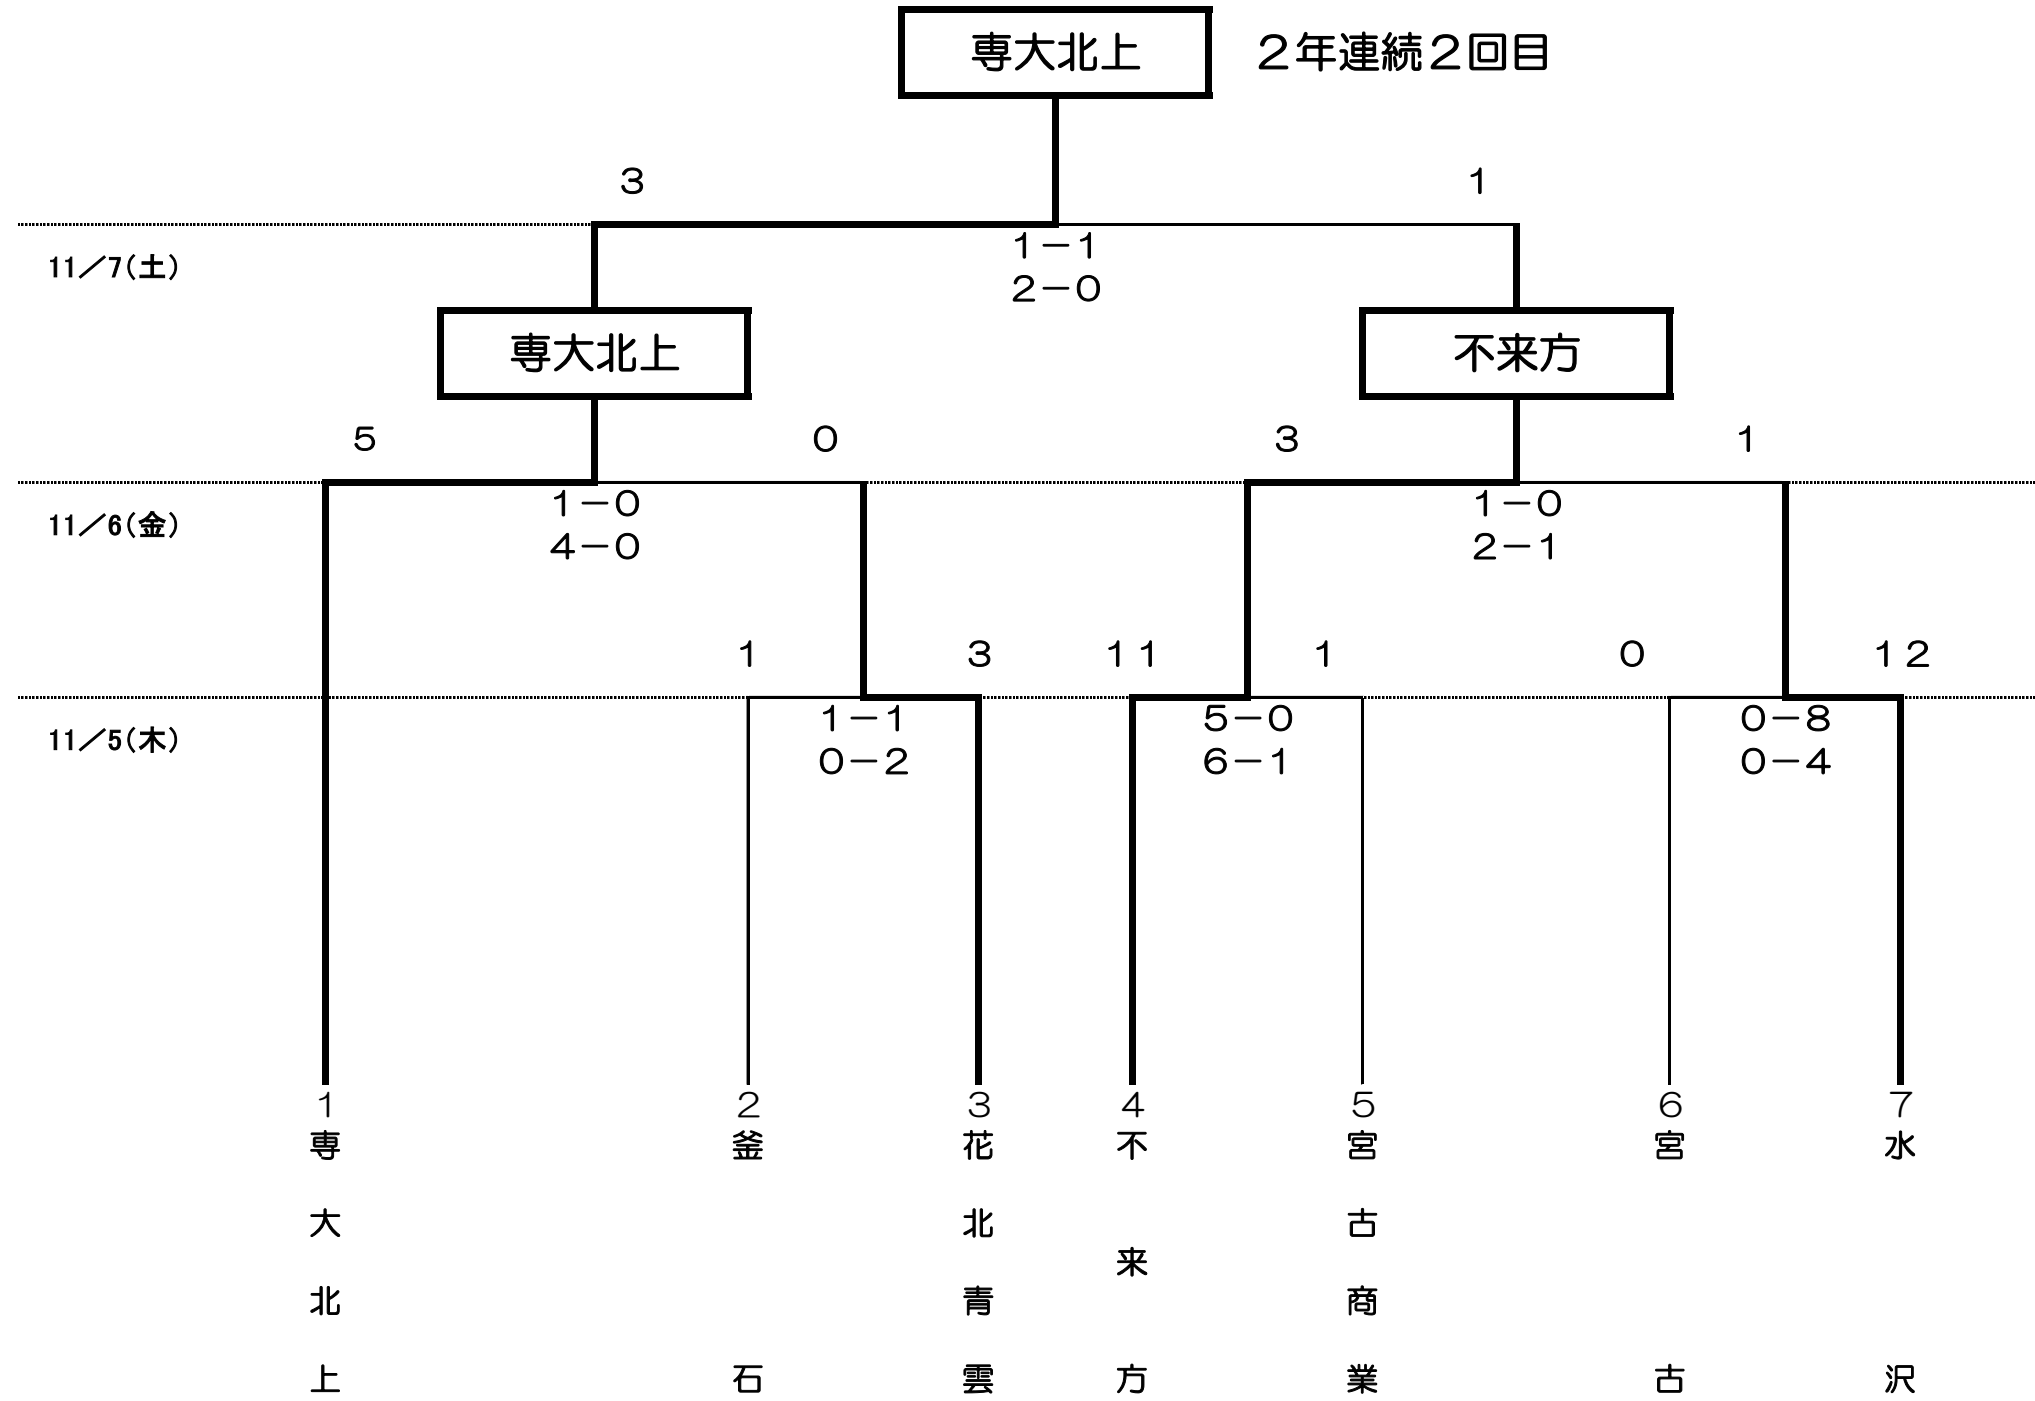 専大北上 ２年連続２回目
３ １
１－１
11／7(土)
２－０
専大北上 不来方
５ ０ ３ １
１－０ １－０
11／6(金)
４－０ ２－１
１ ３ １１ １ ０ １２
１－１ ５－０ ０－８
11／5(木)
０－２ ６－１ ０－４
1 2 3 4 5 6 7
専大北上
釜石
花北青雲
不来方
宮古商業
宮古
水沢